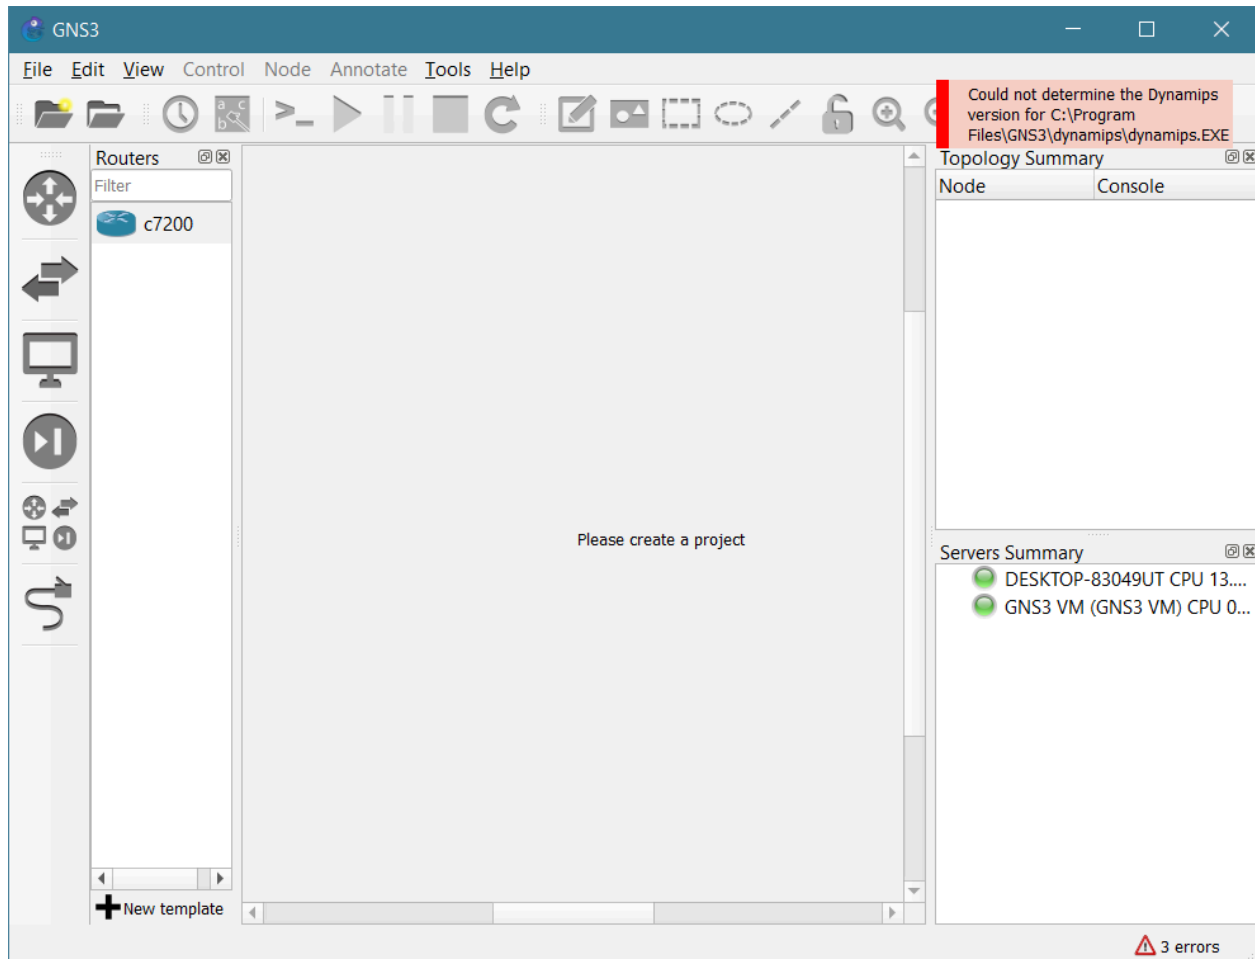 GNS3
File Edit View Control Node Annotate Tools Help
Could not determine the Dynamips
version for C:\Program
Files\GNS3\dynamips\dynamips.EXE
Routers
Filter
c7200
New template
Please create a project
Topology Summary
Node Console
Servers Summary
DESKTOP-83049UT CPU 13....
GNS3 VM (GNS3 VM) CPU 0...
3 errors